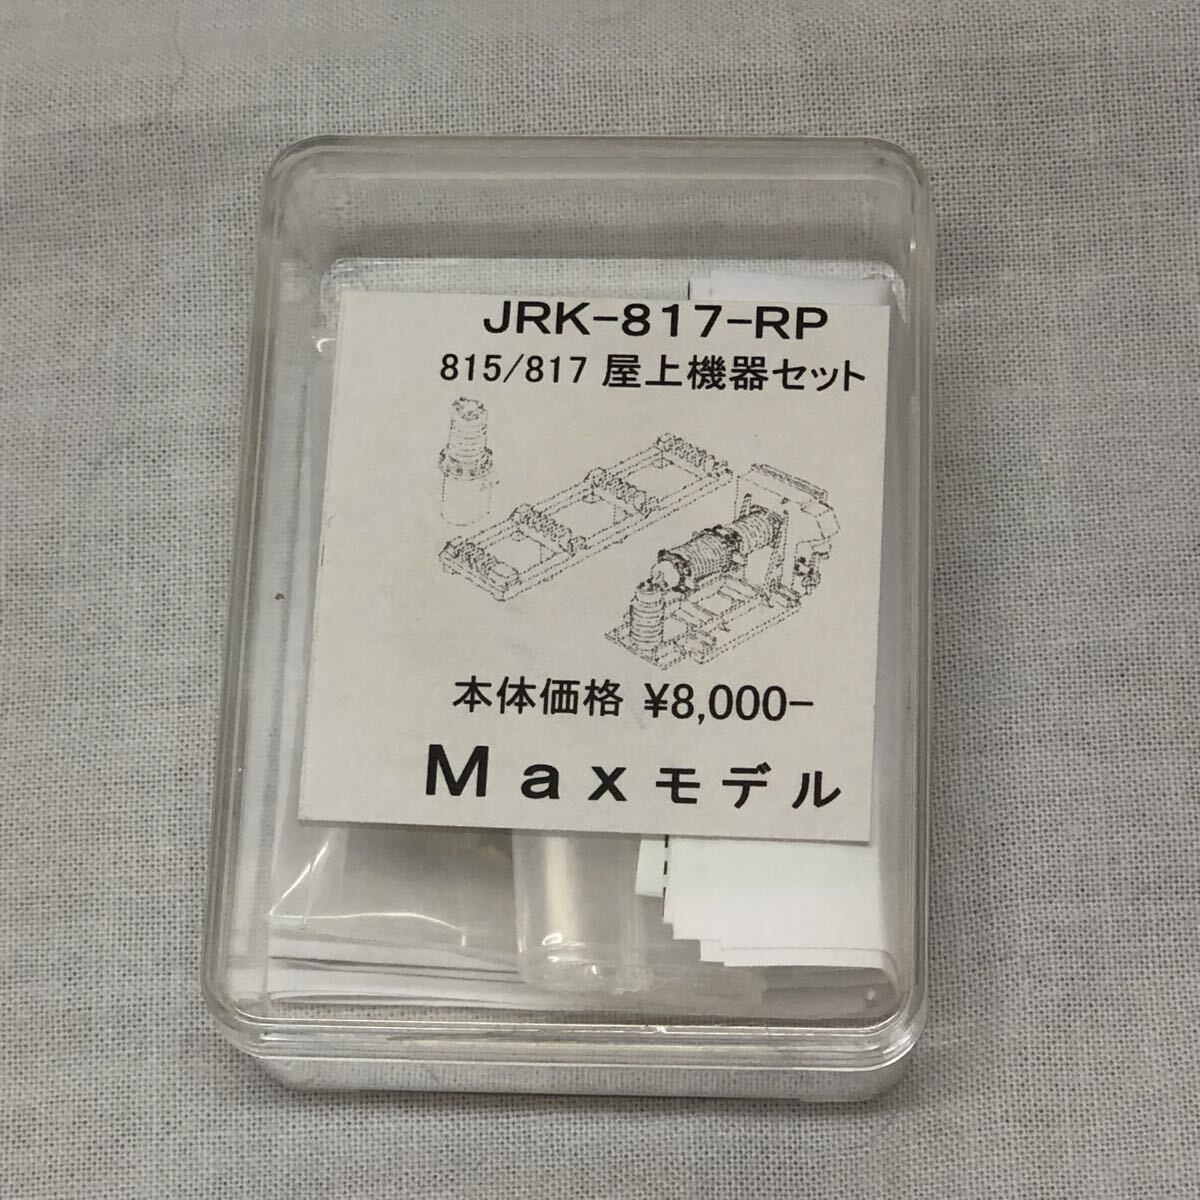 JRK-817-RP
815/817 屋上機器セット
本体価格 ¥8,000-
Maxモデル